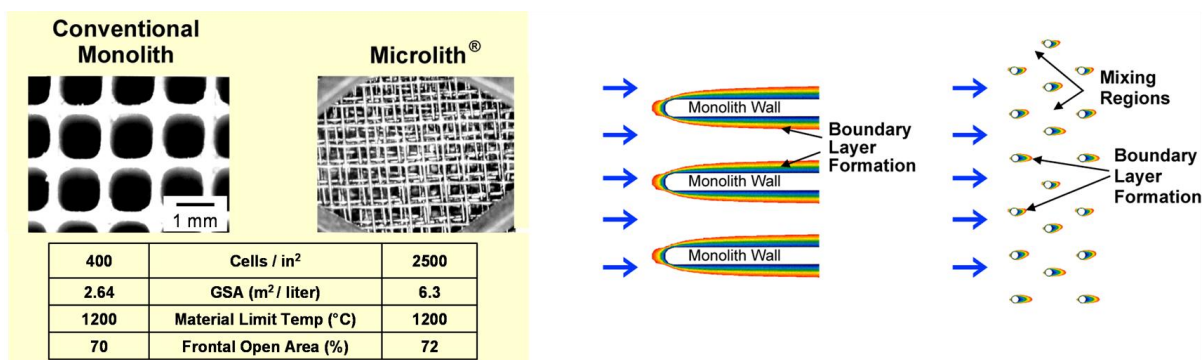 Conventional
Monolith
Microlith®
1 mm
400 Cells / in² 2500
2.64 GSA (m² / liter) 6.3
1200 Material Limit Temp (°C) 1200
70 Frontal Open Area (%) 72
Monolith Wall
Boundary
Layer
Formation
Monolith Wall
Monolith Wall
Mixing
Regions
Boundary
Layer
Formation